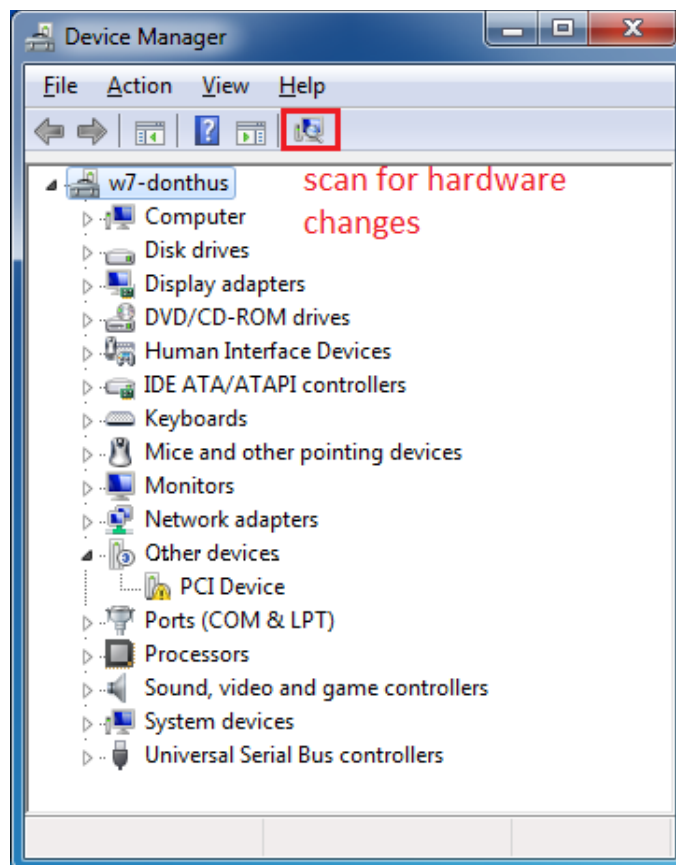 Device Manager
File Action View Help
w7-donthus
scan for hardware
changes
Computer
Disk drives
Display adapters
DVD/CD-ROM drives
Human Interface Devices
IDE ATA/ATAPI controllers
Keyboards
Mice and other pointing devices
Monitors
Network adapters
Other devices
PCI Device
Ports (COM & LPT)
Processors
Sound, video and game controllers
System devices
Universal Serial Bus controllers